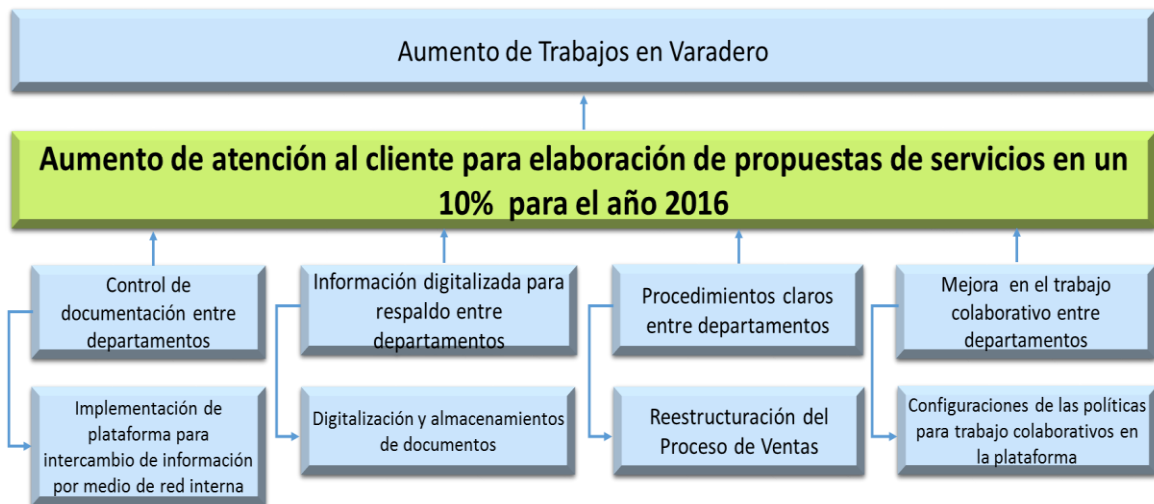 Aumento de Trabajos en Varadero
Aumento de atención al cliente para elaboración de propuestas de servicios en un
10% para el año 2016
Control de
documentación entre
departamentos
Información digitalizada para
respaldo entre
departamentos
Procedimientos claros
entre departamentos
Mejora en el trabajo
colaborativo entre
departamentos
Implementación de
plataforma para
intercambio de información
por medio de red interna
Digitalización y almacenamientos
de documentos
Reestructuración del
Proceso de Ventas
Configuraciones de las políticas
para trabajo colaborativos en
la plataforma